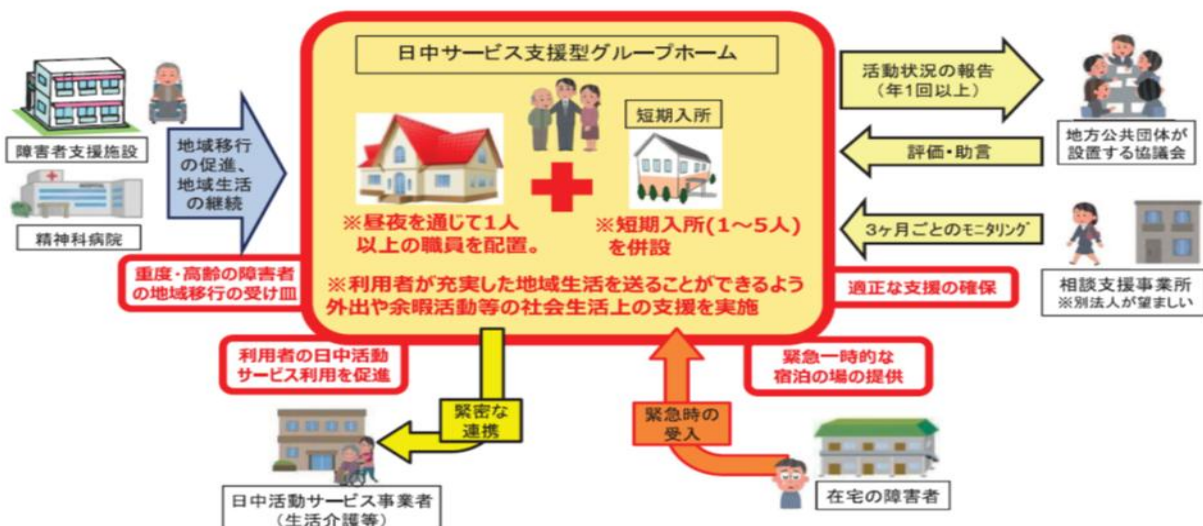 日中サービス支援型グループホーム
短期入所
※昼夜を通じて1人
以上の職員を配置。
※短期入所(1～5人)
を併設
※利用者が充実した地域生活を送ることができるよう
外出や余暇活動等の社会生活上の支援を実施
障害者支援施設
HOSPITAL
精神科病院
地域移行
の促進、
地域生活
の継続
重度・高齢の障害者
の地域移行の受け皿
活動状況の報告
（年1回以上）
評価・助言
3ヶ月ごとのモニタリング
地方公共団体が
設置する協議会
相談支援事業所
※別法人が望ましい
適正な支援の確保
利用者の日中活動
サービス利用を促進
緊密な
連携
日中活動サービス事業者
（生活介護等）
緊急一時的な
宿泊の場の提供
緊急時の
受入
在宅の障害者